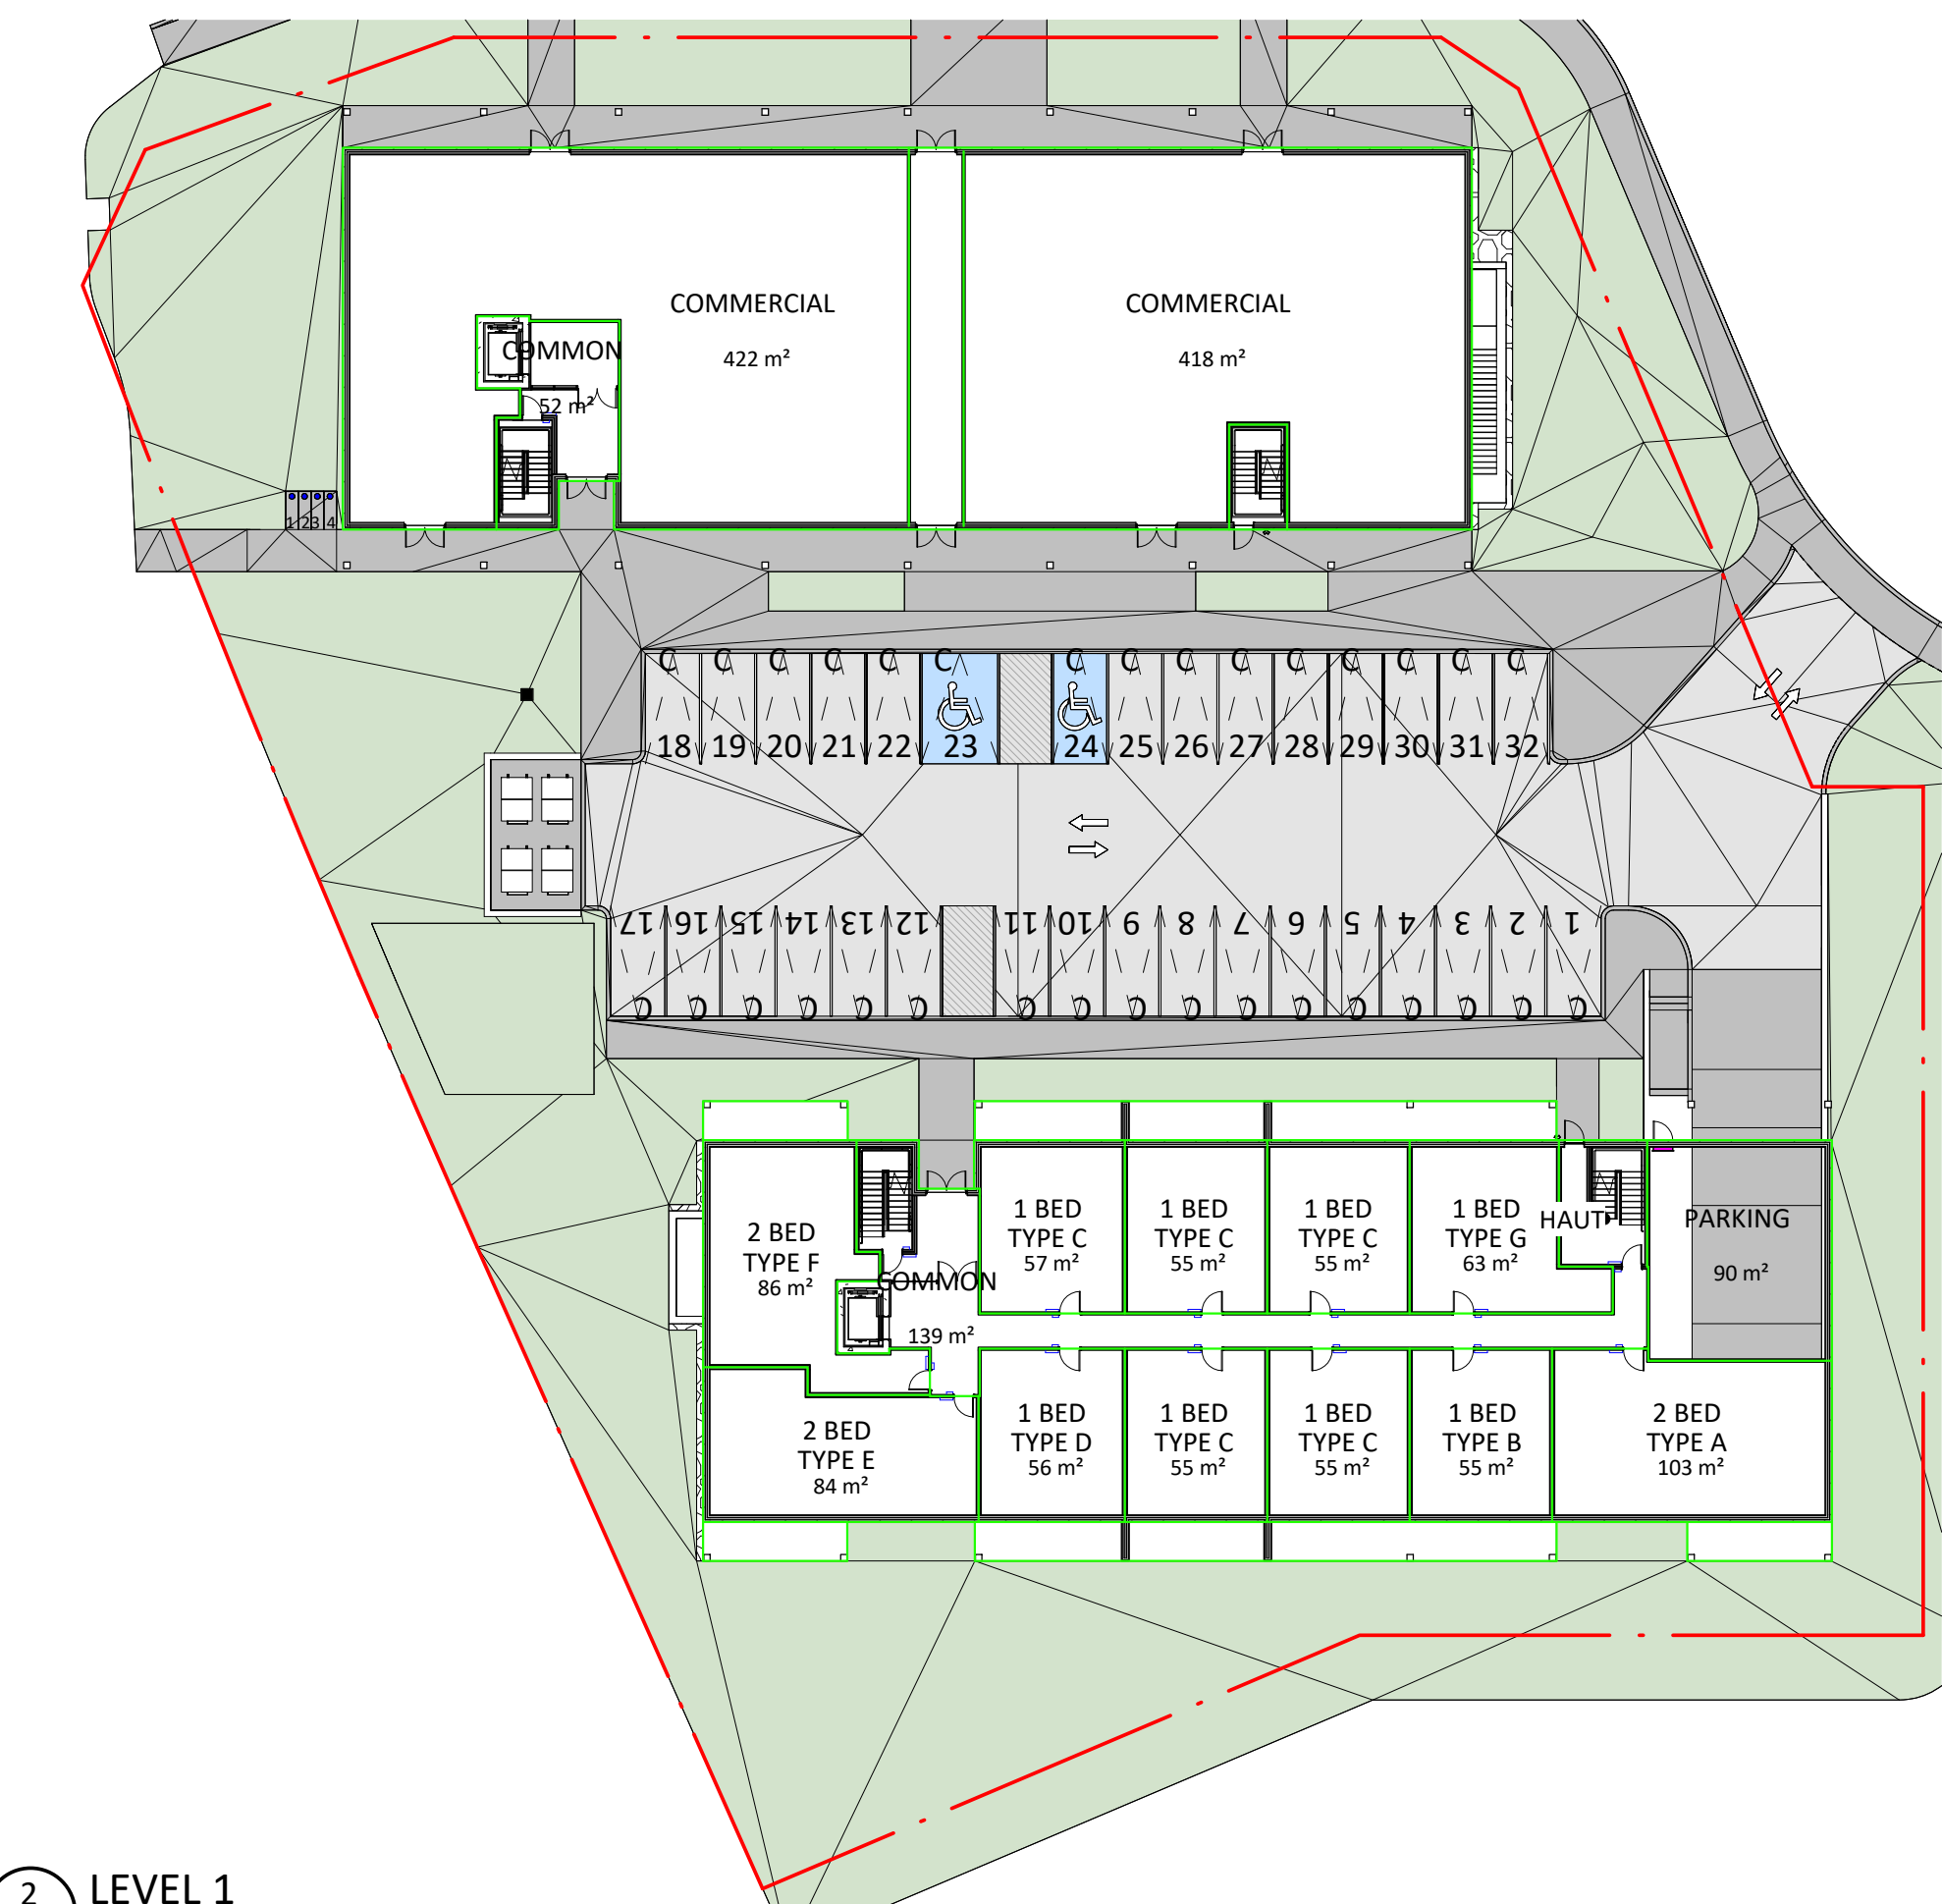 COMMERCIAL
422 m²
COMMERCIAL
418 m²
COMMON
52 m²
1 2 3 4
C C C C C C C C C C C C C C C
18 19 20 21 22 23 24 25 26 27 28 29 30 31 32
17 16 15 14 13 12 11 10 9 8 7 6 5 4 3 2 1
C C C C C C C C C C C C C C C C C
2 BED
TYPE F
86 m²
COMMON
139 m²
1 BED
TYPE C
57 m²
1 BED
TYPE C
55 m²
1 BED
TYPE C
55 m²
1 BED
TYPE G
63 m²
HAUT
PARKING
90 m²
2 BED
TYPE E
84 m²
1 BED
TYPE D
56 m²
1 BED
TYPE C
55 m²
1 BED
TYPE C
55 m²
1 BED
TYPE B
55 m²
2 BED
TYPE A
103 m²
2
LEVEL 1